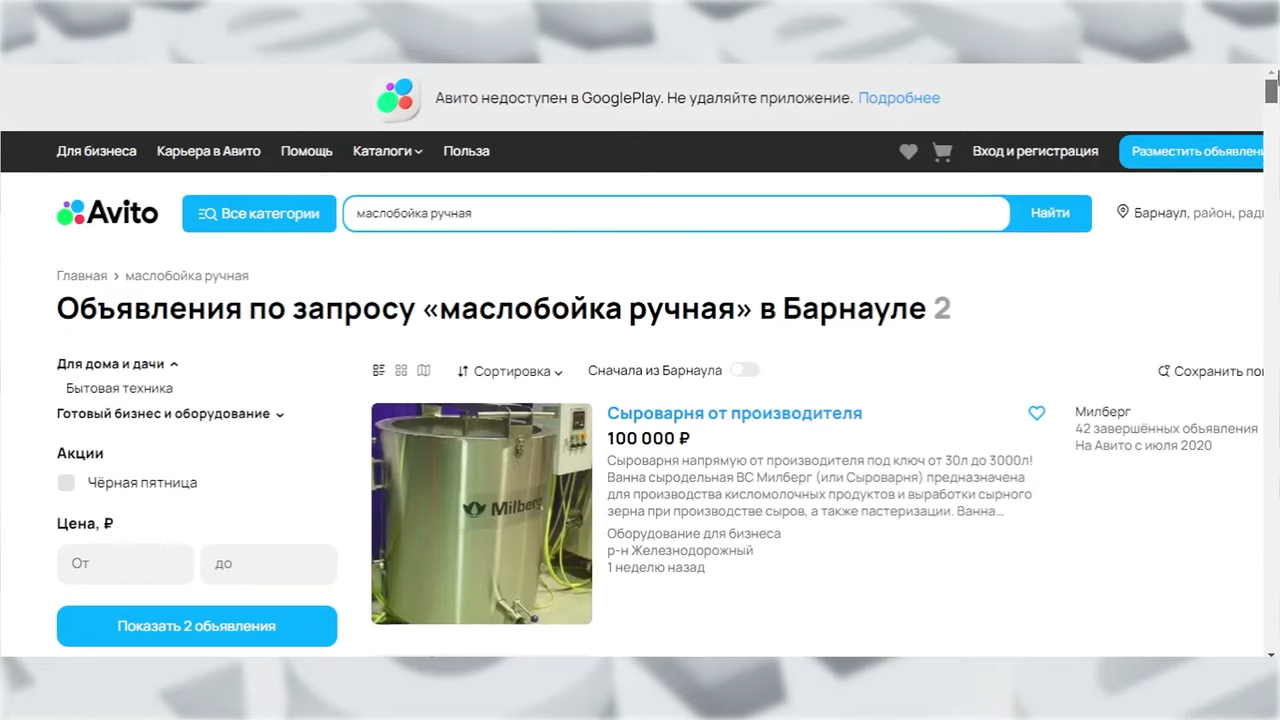 Авито недоступен в GooglePlay. Не удаляйте приложение. Подробнее
Для бизнеса Карьера в Авито Помощь Каталоги Польза Вход и регистрация Разместить объявлени
Avito Все категории маслобойка ручная Найти Барнаул, район, ради
Главная › маслобойка ручная
Объявления по запросу «маслобойка ручная» в Барнауле 2
Для дома и дачи
Бытовая техника
Готовый бизнес и оборудование
Акции
Чёрная пятница
Цена, ₽
От до
Показать 2 объявления
Сортировка Сначала из Барнаула Сохранить пои
Milberg
Сыроварня от производителя
100 000 ₽
Сыроварня напрямую от производителя под ключ от 30л до 3000л!
Ванна сыродельная ВС Милберг (или Сыроварня) предназначена
для производства кисломолочных продуктов и выработки сырного
зерна при производстве сыров, а также пастеризации. Ванна…
Оборудование для бизнеса
р-н Железнодорожный
1 неделю назад
Милберг
42 завершённых объявления
На Авито с июля 2020